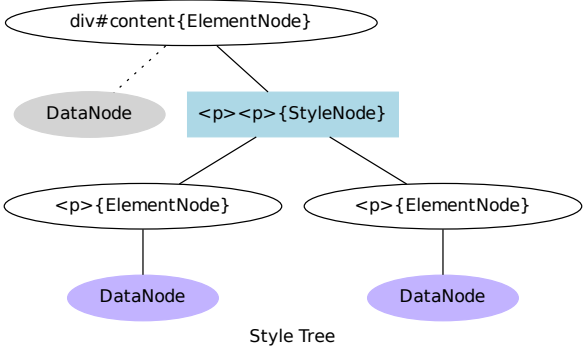 div#content{ElementNode}
DataNode
<p><p>{StyleNode}
<p>{ElementNode}
<p>{ElementNode}
DataNode
DataNode
Style Tree